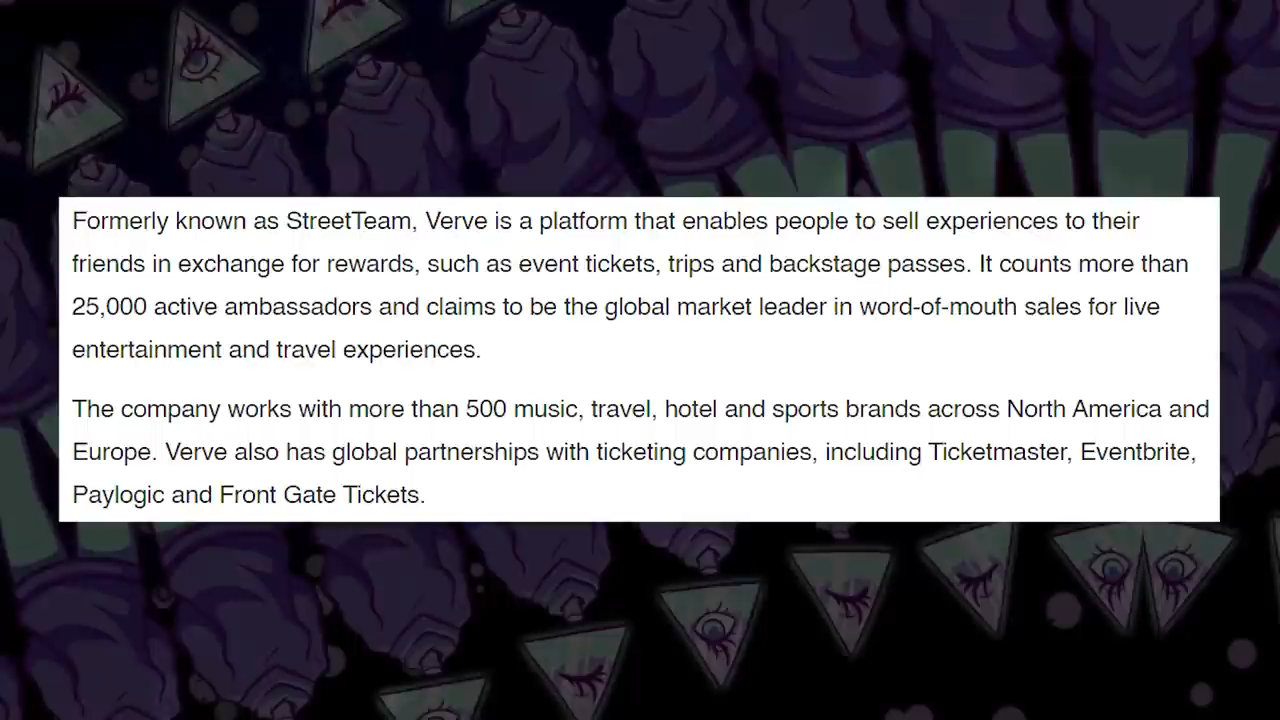 Formerly known as StreetTeam, Verve is a platform that enables people to sell experiences to their
friends in exchange for rewards, such as event tickets, trips and backstage passes. It counts more than
25,000 active ambassadors and claims to be the global market leader in word-of-mouth sales for live
entertainment and travel experiences.
The company works with more than 500 music, travel, hotel and sports brands across North America and
Europe. Verve also has global partnerships with ticketing companies, including Ticketmaster, Eventbrite,
Paylogic and Front Gate Tickets.